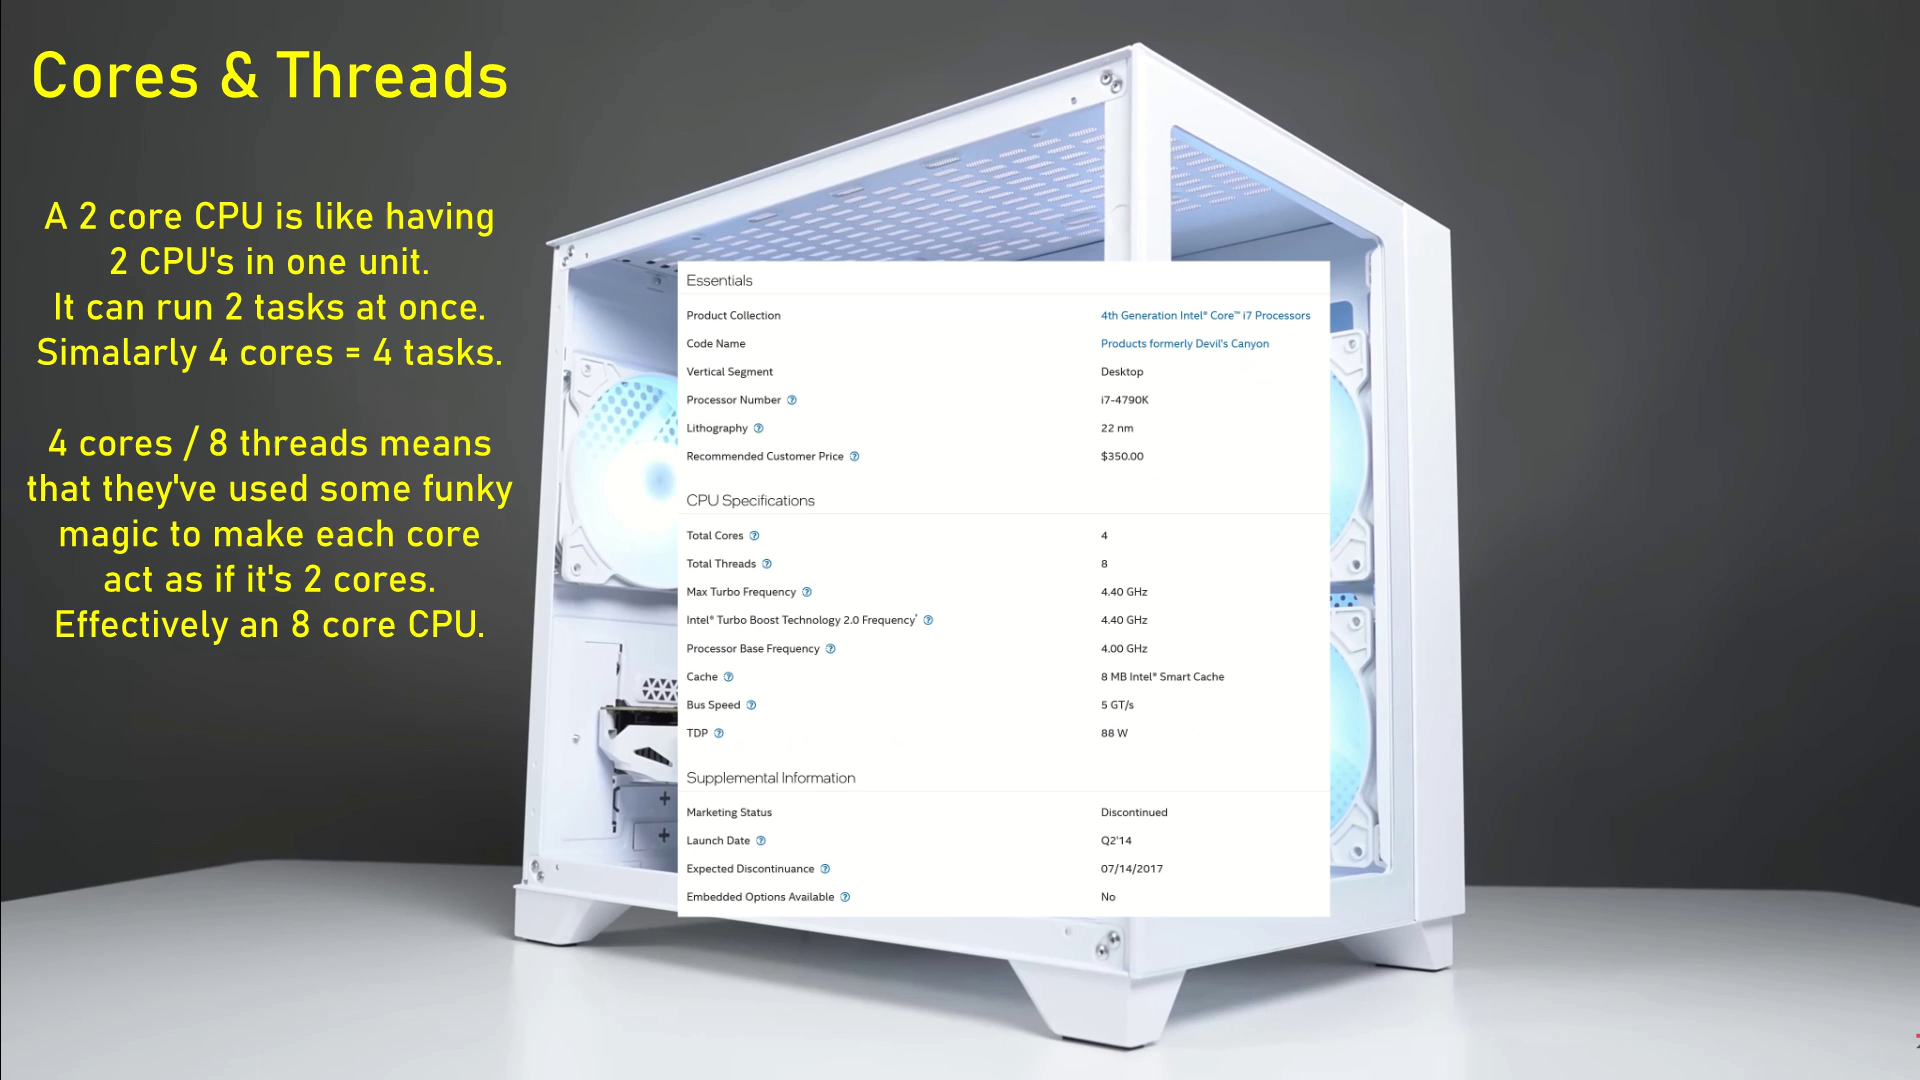 Cores & Threads
A 2 core CPU is like having
2 CPU's in one unit.
It can run 2 tasks at once.
Simalarly 4 cores = 4 tasks.
4 cores / 8 threads means
that they've used some funky
magic to make each core
act as if it's 2 cores.
Effectively an 8 core CPU.
Essentials
Product Collection 4th Generation Intel® Core™ i7 Processors
Code Name Products formerly Devil's Canyon
Vertical Segment Desktop
Processor Number ? i7-4790K
Lithography ? 22 nm
Recommended Customer Price ? $350.00
CPU Specifications
Total Cores ? 4
Total Threads ? 8
Max Turbo Frequency ? 4.40 GHz
Intel® Turbo Boost Technology 2.0 Frequency* ? 4.40 GHz
Processor Base Frequency ? 4.00 GHz
Cache ? 8 MB Intel® Smart Cache
Bus Speed ? 5 GT/s
TDP ? 88 W
Supplemental Information
Marketing Status Discontinued
Launch Date ? Q2'14
Expected Discontinuance ? 07/14/2017
Embedded Options Available ? No